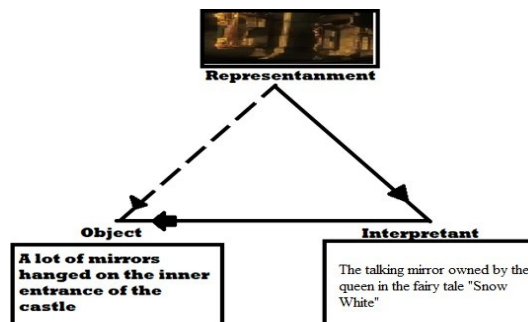 Representanment
Object
Interpretant
A lot of mirrors
hanged on the inner
entrance of the
castle
The talking mirror owned by the
queen in the fairy tale "Snow
White"